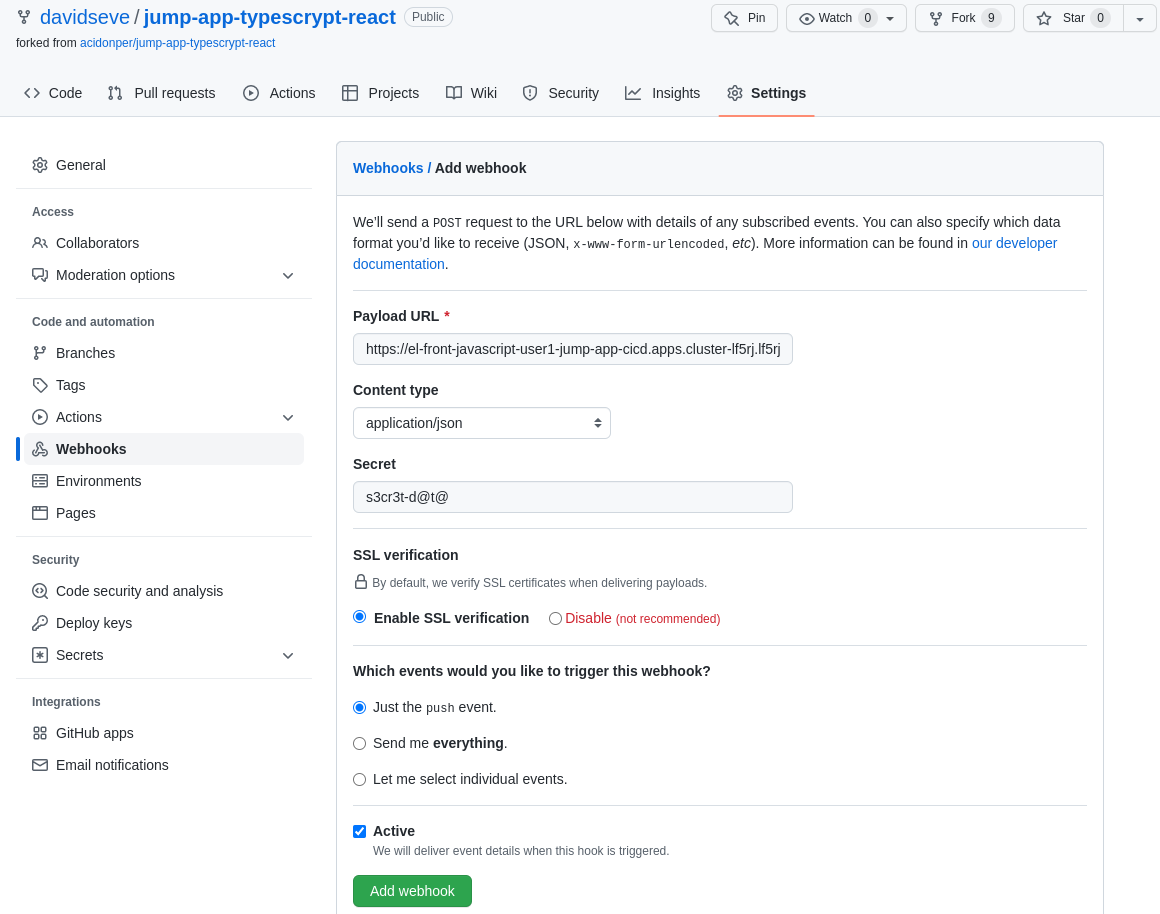 davidseve / jump-app-typescrypt-react Public Pin Watch 0 Fork 9 Star 0
forked from acidonper/jump-app-typescrypt-react
Code Pull requests Actions Projects Wiki Security Insights Settings
General
Access
Collaborators
Moderation options
Code and automation
Branches
Tags
Actions
Webhooks
Environments
Pages
Security
Code security and analysis
Deploy keys
Secrets
Integrations
GitHub apps
Email notifications
Webhooks / Add webhook
We’ll send a POST request to the URL below with details of any subscribed events. You can also specify which data
format you’d like to receive (JSON, x-www-form-urlencoded, etc). More information can be found in our developer
documentation.
Payload URL *
https://el-front-javascript-user1-jump-app-cicd.apps.cluster-lf5rj.lf5rj
Content type
application/json
Secret
s3cr3t-d@t@
SSL verification
By default, we verify SSL certificates when delivering payloads.
Enable SSL verification Disable (not recommended)
Which events would you like to trigger this webhook?
Just the push event.
Send me everything.
Let me select individual events.
Active
We will deliver event details when this hook is triggered.
Add webhook